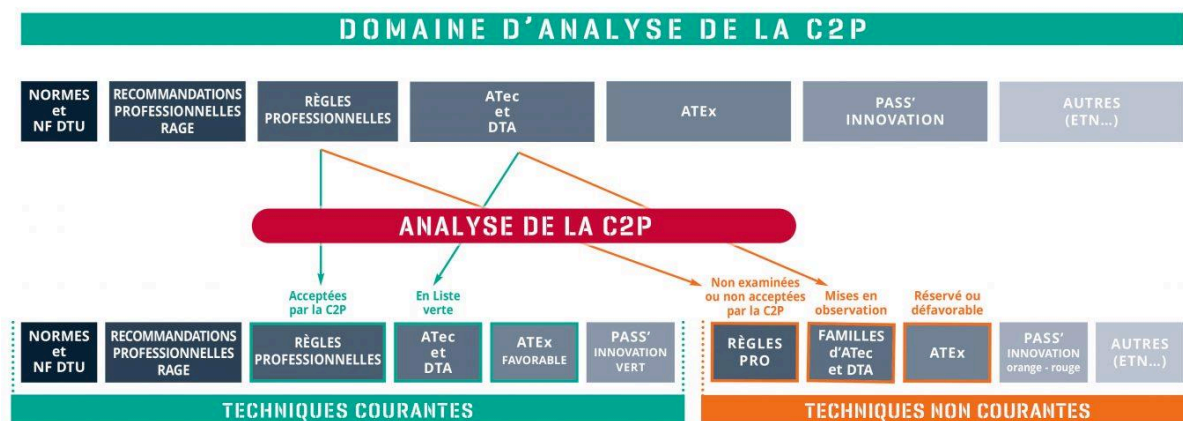 DOMAINE D'ANALYSE DE LA C2P
NORMES
et
NF DTU
RECOMMANDATIONS
PROFESSIONNELLES
RAGE
RÈGLES
PROFESSIONNELLES
ATec
et
DTA
ATEx
PASS'
INNOVATION
AUTRES
(ETN...)
ANALYSE DE LA C2P
Acceptées
par la C2P
En Liste
verte
Non examinées
ou non acceptées
par la C2P
Mises en
observation
Réservé ou
défavorable
NORMES
et
NF DTU
RECOMMANDATIONS
PROFESSIONNELLES
RAGE
RÈGLES
PROFESSIONNELLES
ATec
et
DTA
ATEx
FAVORABLE
PASS'
INNOVATION
VERT
RÈGLES
PRO
FAMILLES
d'ATec
et DTA
ATEx
PASS'
INNOVATION
orange - rouge
AUTRES
(ETN...)
TECHNIQUES COURANTES
TECHNIQUES NON COURANTES